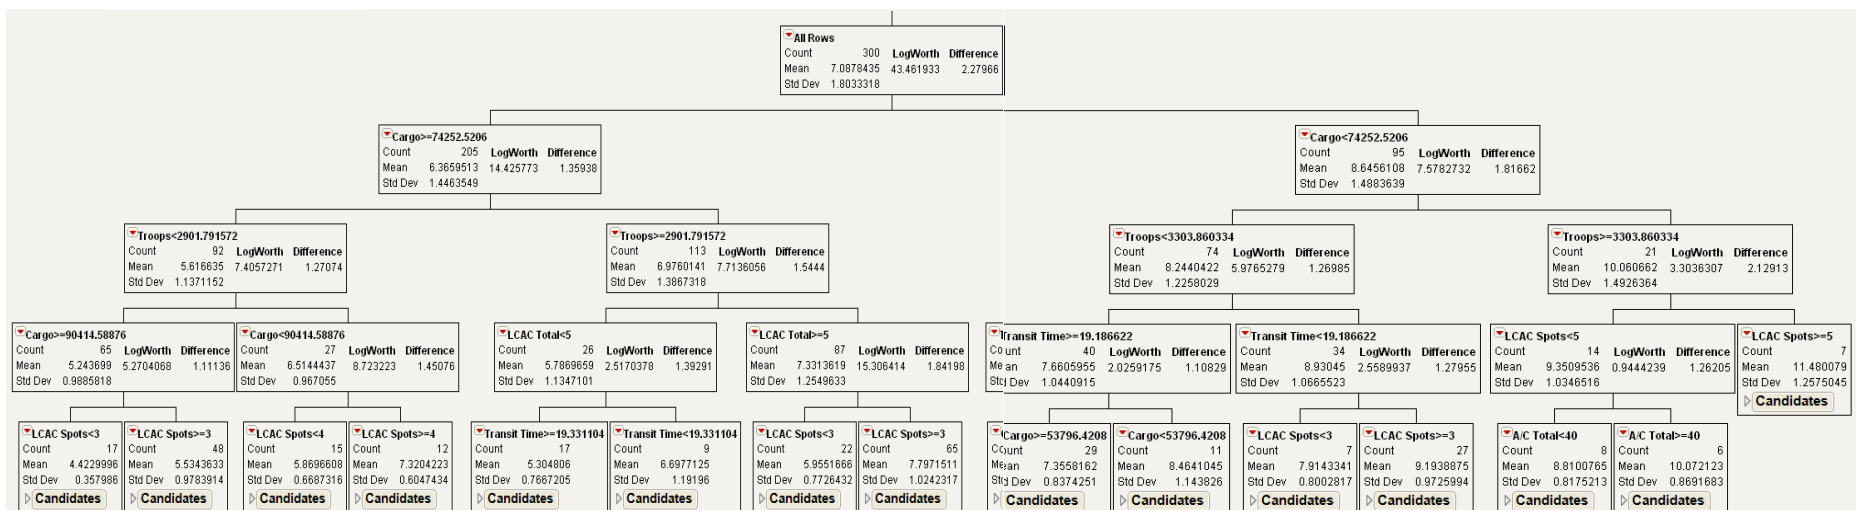 All Rows
Count 300 LogWorth Difference
Mean 7.0878435 43.461933 2.27966
Std Dev 1.8033318
Cargo>=74252.5206
Count 205 LogWorth Difference
Mean 6.3659513 14.425773 1.35938
Std Dev 1.4463549
Cargo<74252.5206
Count 95 LogWorth Difference
Mean 8.6456108 7.5782732 1.81662
Std Dev 1.4883639
Troops<2901.791572
Count 92 LogWorth Difference
Mean 5.616635 7.4057271 1.27074
Std Dev 1.1371152
Troops>=2901.791572
Count 113 LogWorth Difference
Mean 6.9760141 7.7136056 1.5444
Std Dev 1.3867318
Troops<3303.860334
Count 74 LogWorth Difference
Mean 8.2440422 5.9765279 1.26985
Std Dev 1.2258029
Troops>=3303.860334
Count 21 LogWorth Difference
Mean 10.060662 3.3036307 2.12913
Std Dev 1.4926364
Cargo>=90414.58876
Count 65 LogWorth Difference
Mean 5.243699 5.2704068 1.11136
Std Dev 0.9885818
Cargo<90414.58876
Count 27 LogWorth Difference
Mean 6.5144437 8.723223 1.45076
Std Dev 0.967055
LCAC Total<5
Count 26 LogWorth Difference
Mean 5.7869659 2.5170378 1.39291
Std Dev 1.1347101
LCAC Total>=5
Count 87 LogWorth Difference
Mean 7.3313619 15.306414 1.84198
Std Dev 1.2549633
Transit Time>=19.186622
Count 40 LogWorth Difference
Mean 7.6605955 2.0259175 1.10829
Std 1.0440915
Transit Time<19.186622
Count 34 LogWorth Difference
Mean 8.93045 2.5589937 1.27955
Std Dev 1.0665523
LCAC Spots<5
Count 14 LogWorth Difference
Mean 9.3509536 0.9444239 1.26205
Std Dev 1.0346516
LCAC Spots>=5
Count 7
Mean 11.480079
Std Dev 1.2575045
Candidates
LCAC Spots<3
Count 17
Mean 4.4229996
Std Dev 0.357986
Candidates
LCAC Spots>=3
Count 48
Mean 5.5343633
Std Dev 0.9783914
Candidates
LCAC Spots<4
Count 15
Mean 5.8696608
Std Dev 0.6687316
Candidates
LCAC Spots>=4
Count 12
Mean 7.3204223
Std Dev 0.6047434
Candidates
Transit Time>=19.331104
Count 17
Mean 5.304806
Std Dev 0.7667205
Candidates
Transit Time<19.331104
Count 9
Mean 6.6977125
Std Dev 1.19196
Candidates
LCAC Spots<3
Count 22
Mean 5.9551666
Std Dev 0.7726432
Candidates
LCAC Spots>=3
Count 65
Mean 7.7971511
Std Dev 1.0242317
Candidates
Cargo>=53796.4208
Count 29
7.3558162
0.8374251
Candidates
Cargo<53796.4208
Count 11
Mean 8.4641045
Std Dev 1.143826
Candidates
LCAC Spots<3
Count 7
Mean 7.9143341
Std Dev 0.8002817
Candidates
LCAC Spots>=3
Count 27
Mean 9.1938875
Std Dev 0.9725994
Candidates
A/C Total<40
Count 8
Mean 8.8100765
Std Dev 0.8175213
Candidates
A/C Total>=40
Count 6
Mean 10.072123
Std Dev 0.8691683
Candidates